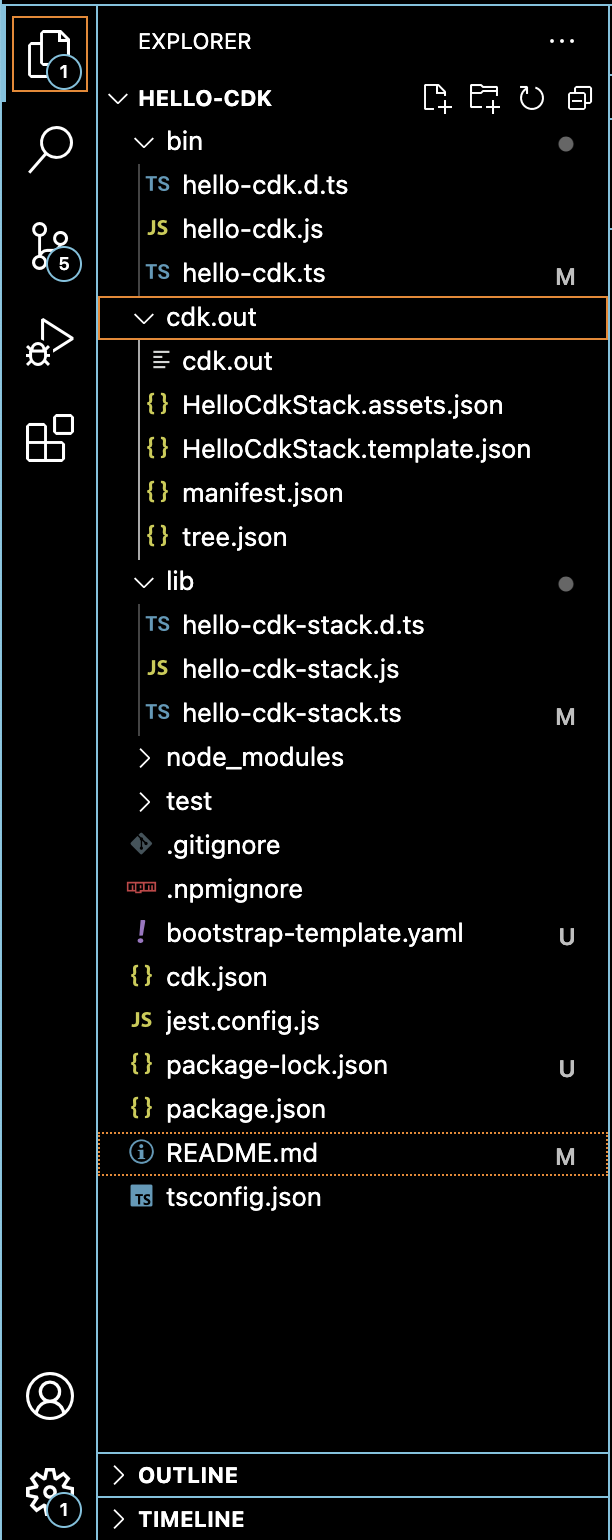 EXPLORER
1
HELLO-CDK
bin
TS hello-cdk.d.ts
JS hello-cdk.js
5
TS hello-cdk.ts M
cdk.out
cdk.out
{} HelloCdkStack.assets.json
{} HelloCdkStack.template.json
{} manifest.json
{} tree.json
lib
TS hello-cdk-stack.d.ts
JS hello-cdk-stack.js
TS hello-cdk-stack.ts M
node_modules
test
.gitignore
npm .npmignore
! bootstrap-template.yaml U
{} cdk.json
JS jest.config.js
{} package-lock.json U
{} package.json
README.md M
TS tsconfig.json
OUTLINE
1
TIMELINE